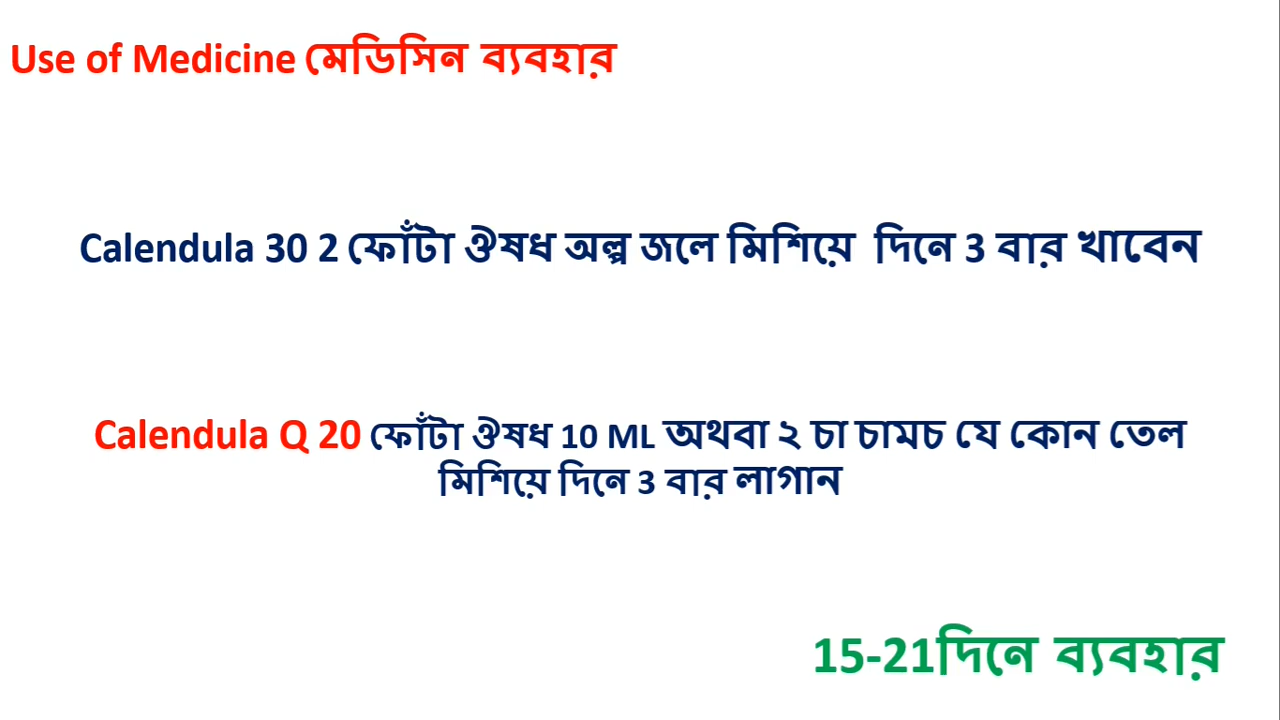 Use of Medicine মেডিসিন ব্যবহার
Calendula 30 2 ফোঁটা ঔষধ অল্প জলে মিশিয়ে দিনে 3 বার খাবেন
Calendula Q 20 ফোঁটা ঔষধ 10 ML অথবা ২ চা চামচ যে কোন তেল
মিশিয়ে দিনে 3 বার লাগান
15-21দিনে ব্যবহার